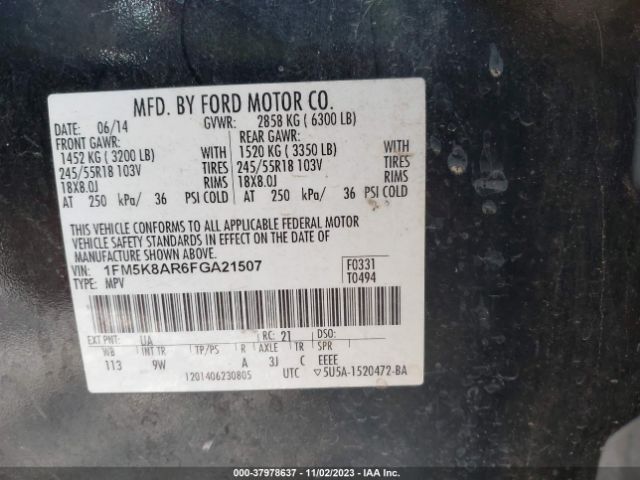 MFD. BY FORD MOTOR CO.
DATE: 06/14 GVWR: 2858 KG ( 6300 LB)
FRONT GAWR: REAR GAWR:
1452 KG ( 3200 LB) WITH 1520 KG ( 3350 LB) WITH
245/55R18 103V TIRES 245/55R18 103V TIRES
18X8.0J RIMS 18X8.0J RIMS
AT 250 kPa/ 36 PSI COLD AT 250 kPa/ 36 PSI COLD
THIS VEHICLE CONFORMS TO ALL APPLICABLE FEDERAL MOTOR
VEHICLE SAFETY STANDARDS IN EFFECT ON THE DATE OF
MANUFACTURE SHOWN ABOVE.
VIN: 1FM5K8AR6FGA21507 F0331
TYPE: MPV T0494
EXT PNT: UA RC: 21 DSO:
WB INT TR TP/PS R AXLE TR SPR
113 9W A 3J C EEEE
1201406230805 UTC ▽5U5A-1520472-BA
000-37978637 - 11/02/2023 - IAAI.COM